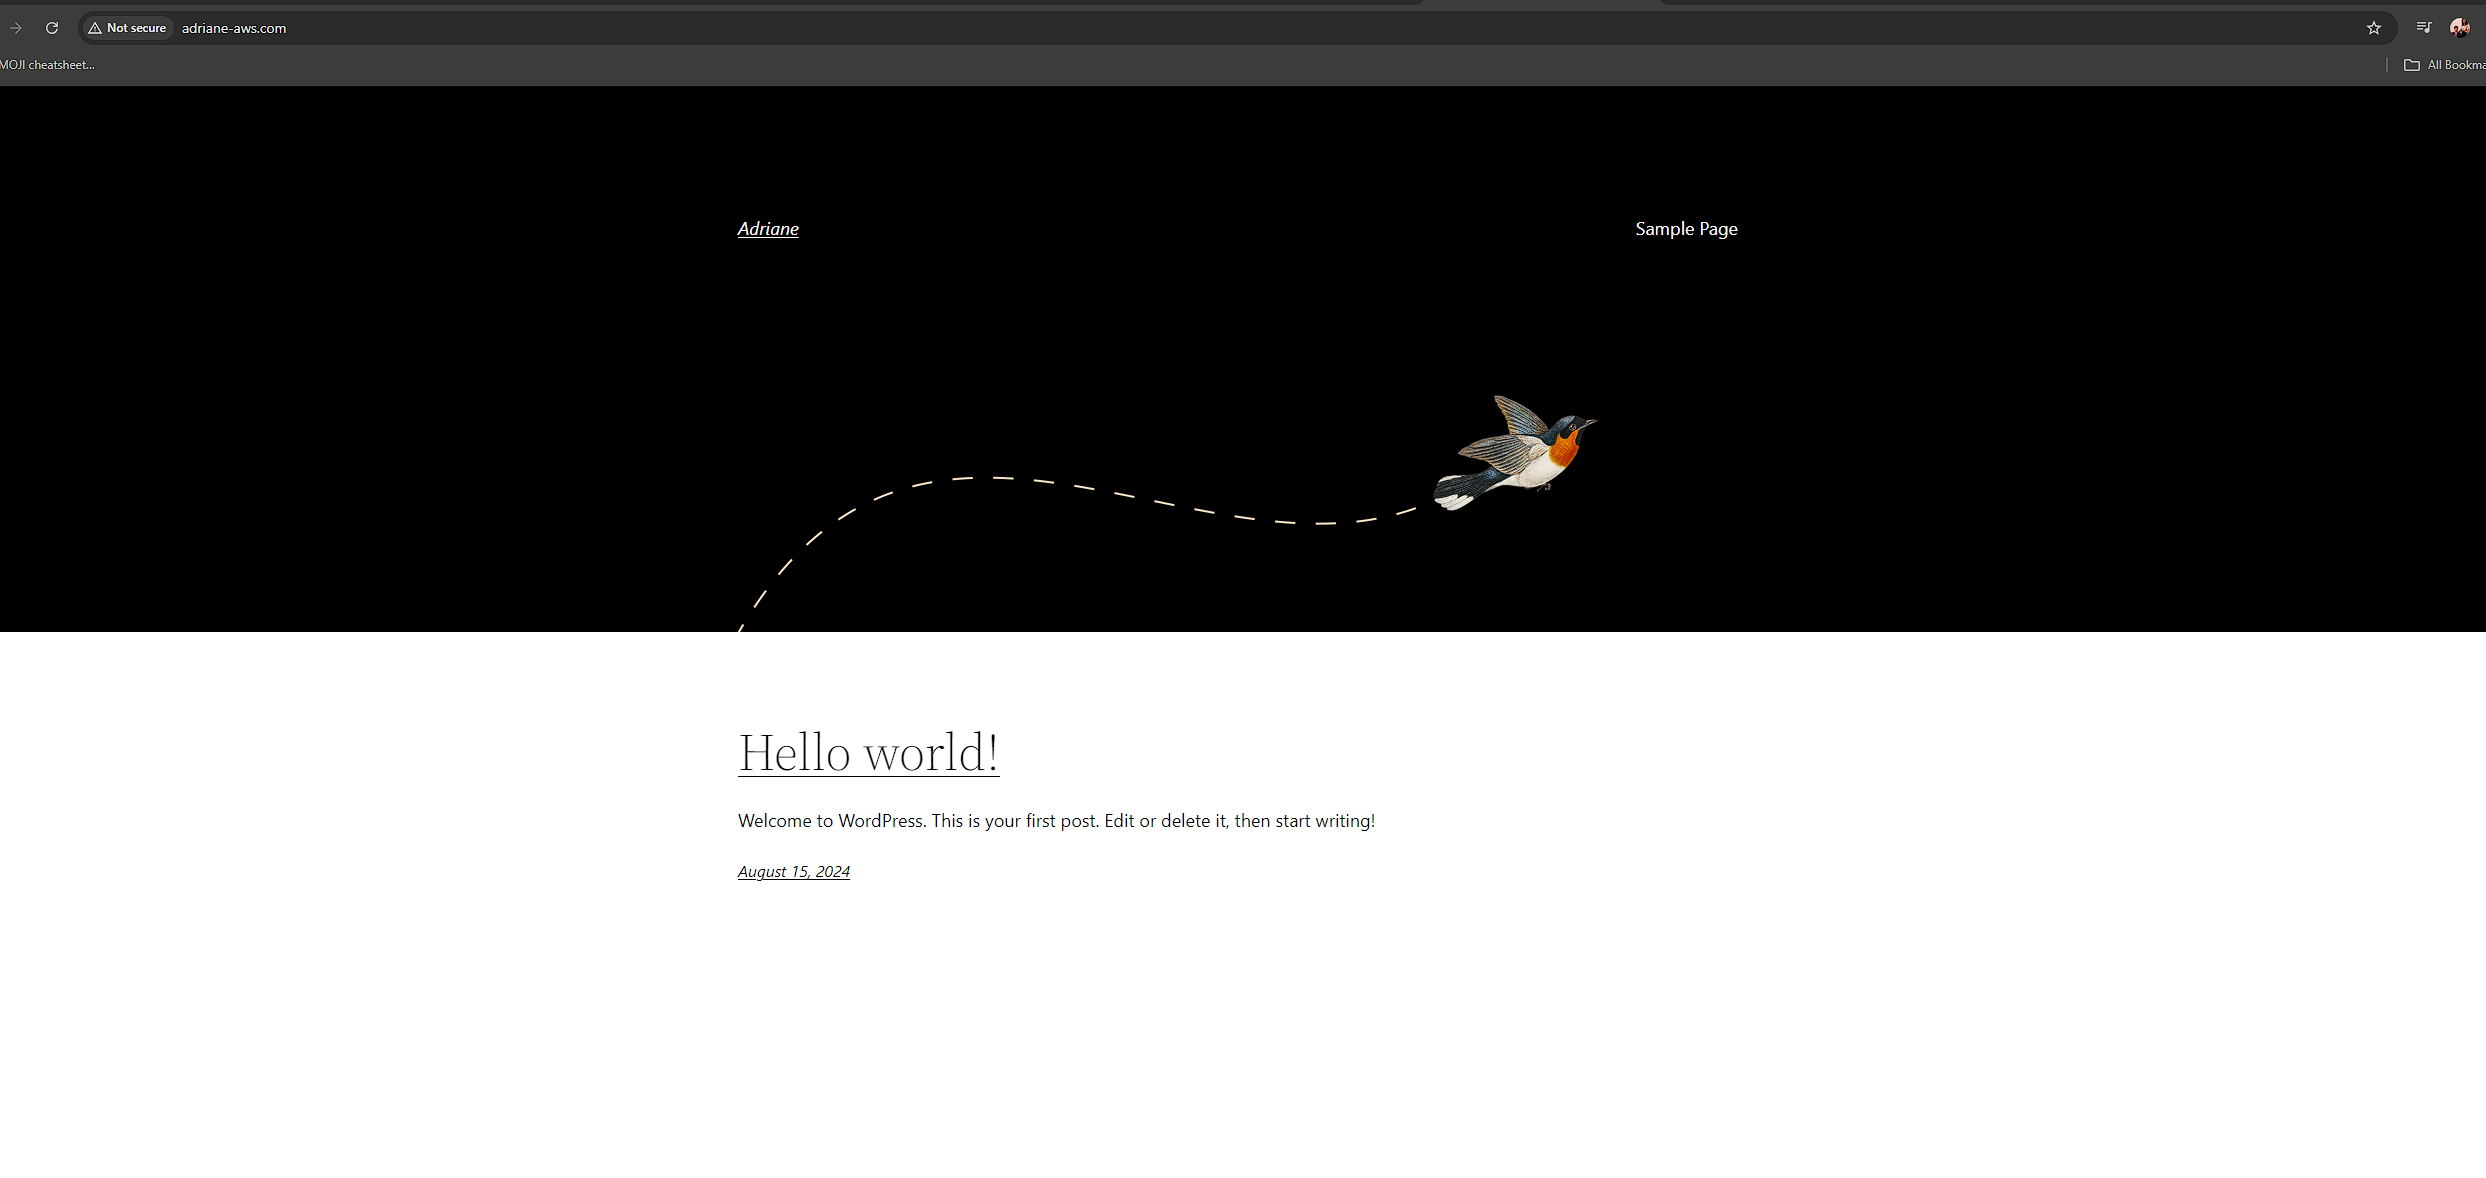 Not secure adriane-aws.com
MOJI cheatsheet...
All Bookma
Adriane
Sample Page
Hello world!
Welcome to WordPress. This is your first post. Edit or delete it, then start writing!
August 15, 2024